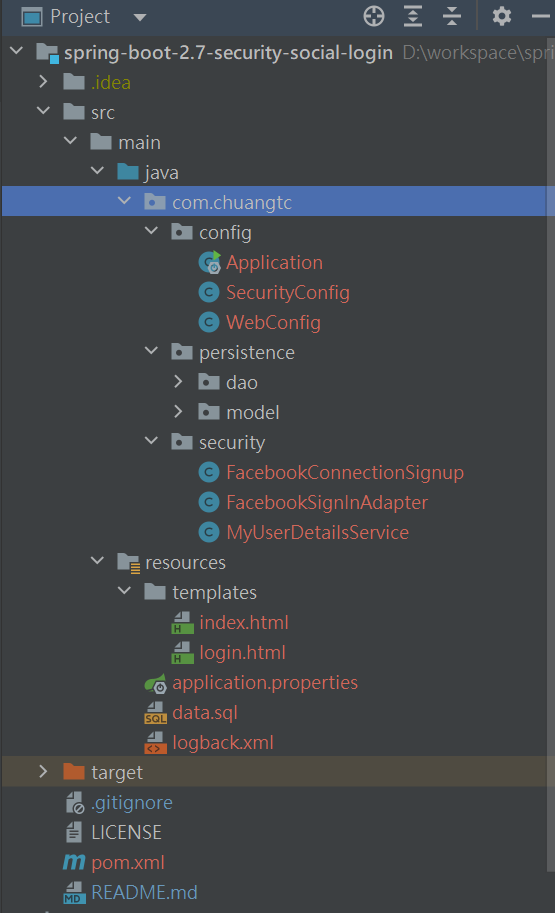 Project
spring-boot-2.7-security-social-login D:\workspace\spri
.idea
src
main
java
com.chuangtc
config
Application
SecurityConfig
WebConfig
persistence
dao
model
security
FacebookConnectionSignup
FacebookSignInAdapter
MyUserDetailsService
resources
templates
index.html
login.html
application.properties
data.sql
logback.xml
target
.gitignore
LICENSE
pom.xml
README.md